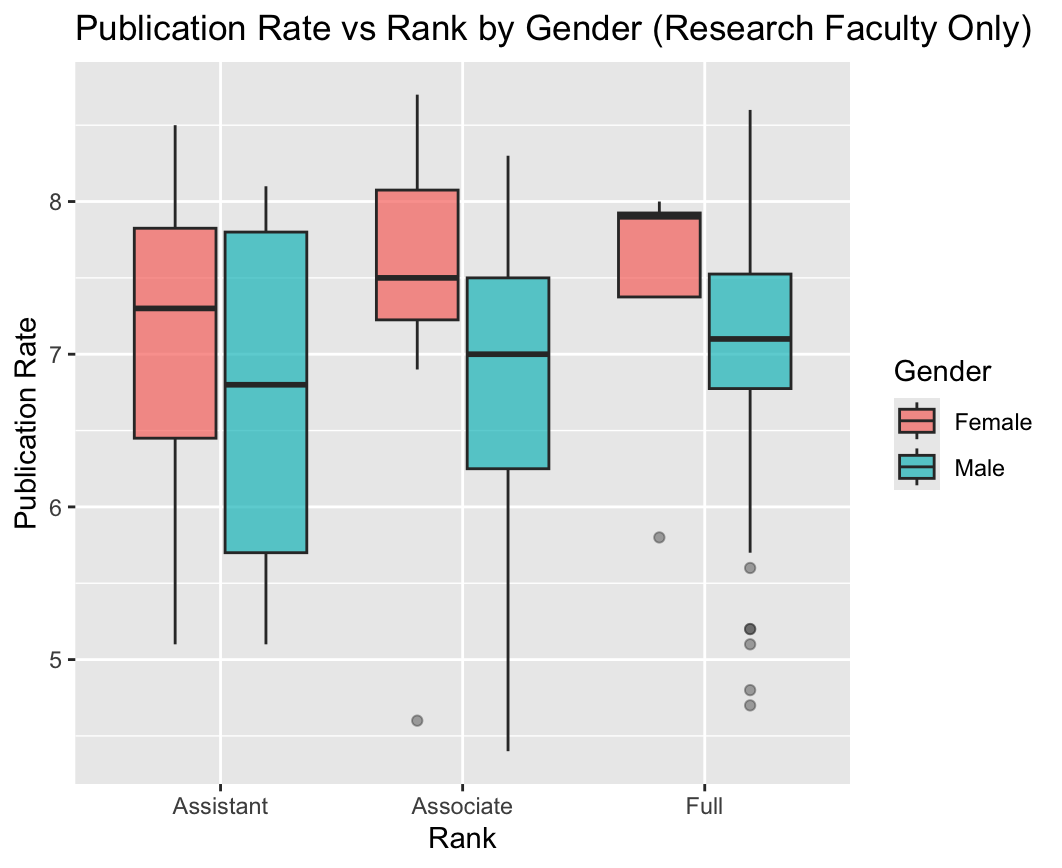 Publication Rate vs Rank by Gender (Research Faculty Only)
Publication Rate
8
7
6
5
Assistant
Associate
Full
Rank
Gender
Female
Male